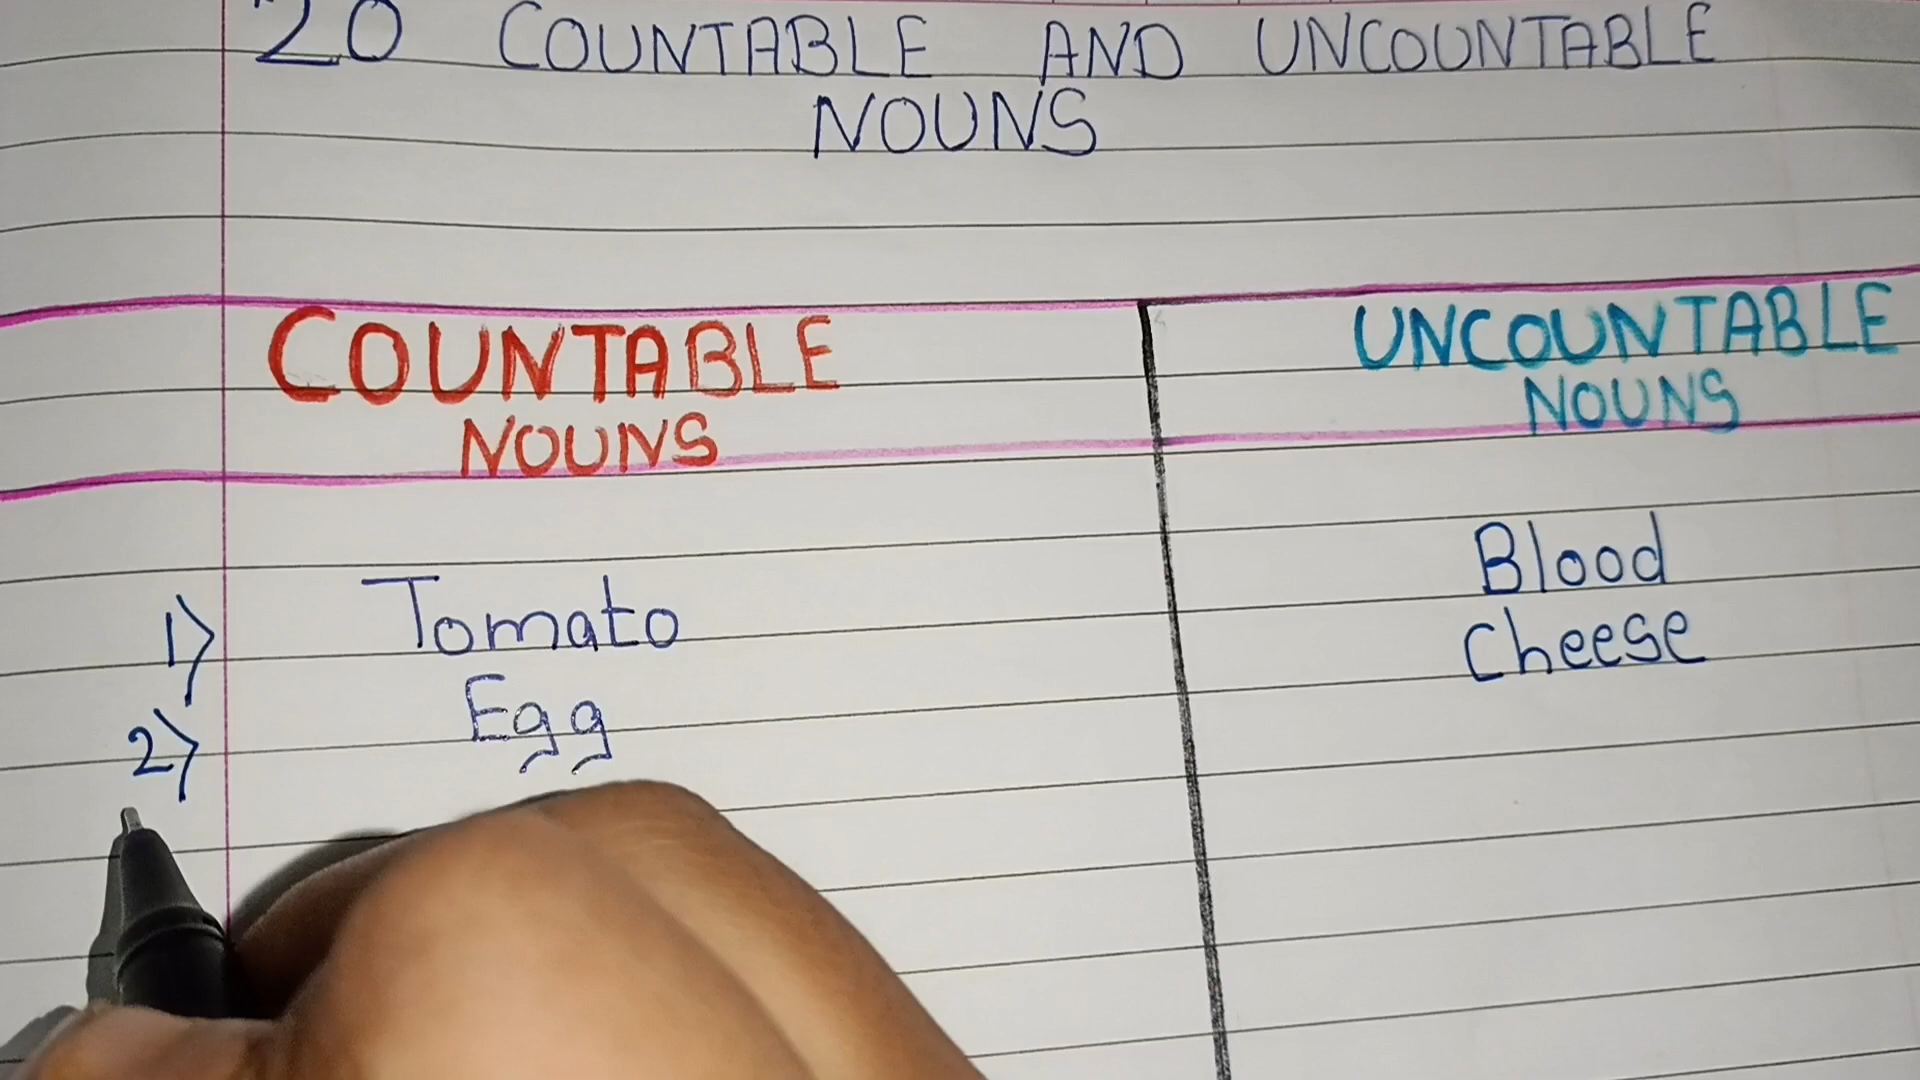 20 COUNTABLE AND UNCOUNTABLE
NOUNS
COUNTABLE
NOUNS
UNCOUNTABLE
NOUNS
1) Tomato
Blood
2) Egg
Cheese